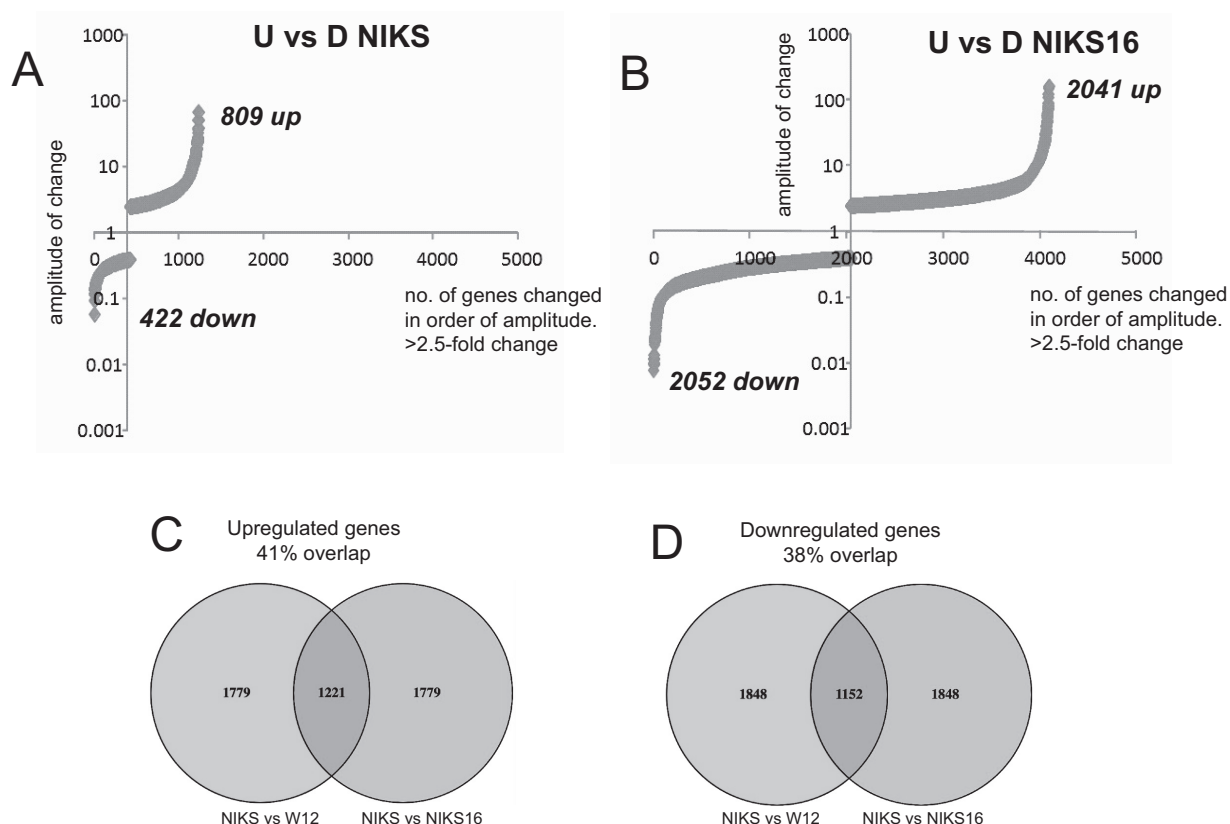 A
U vs D NIKS
amplitude of change
1000
100
10
1
0.1
0.01
0.001
0 1000 2000 3000 4000 5000
809 up
422 down
no. of genes changed
in order of amplitude.
>2.5-fold change
B
U vs D NIKS16
amplitude of change
1000
100
10
1
0.1
0.01
0.001
0 1000 2000 3000 4000 5000
2041 up
2052 down
no. of genes changed
in order of amplitude.
>2.5-fold change
C
Upregulated genes
41% overlap
1779 1221 1779
NIKS vs W12 NIKS vs NIKS16
D
Downregulated genes
38% overlap
1848 1152 1848
NIKS vs W12 NIKS vs NIKS16